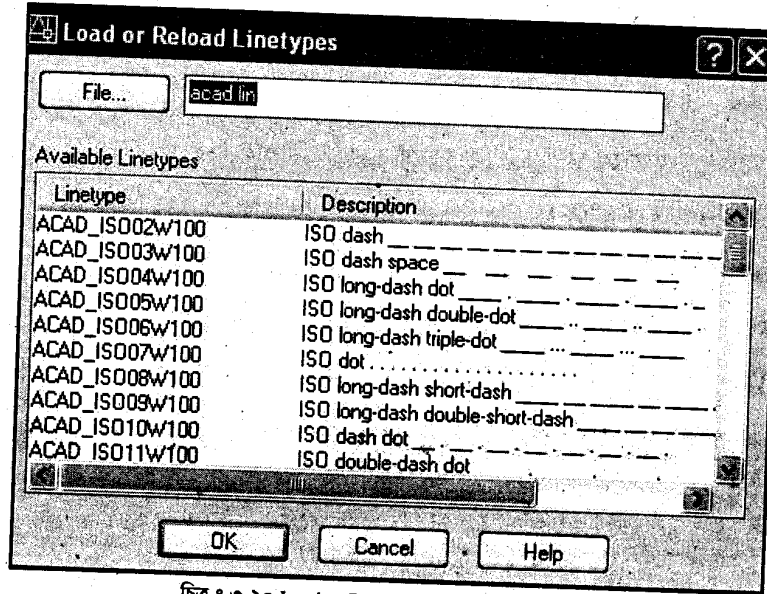 Load or Reload Linetypes
File...
acad.lin
Available Linetypes
Linetype Description
ACAD_ISO02W100 ISO dash
ACAD_ISO03W100 ISO dash space
ACAD_ISO04W100 ISO long-dash dot
ACAD_ISO05W100 ISO long-dash double-dot
ACAD_ISO06W100 ISO long-dash triple-dot
ACAD_ISO07W100 ISO dot
ACAD_ISO08W100 ISO long-dash short-dash
ACAD_ISO09W100 ISO long-dash double-short-dash
ACAD_ISO10W100 ISO dash dot
ACAD_ISO11W100 ISO double-dash dot
OK Cancel Help
চিত্র